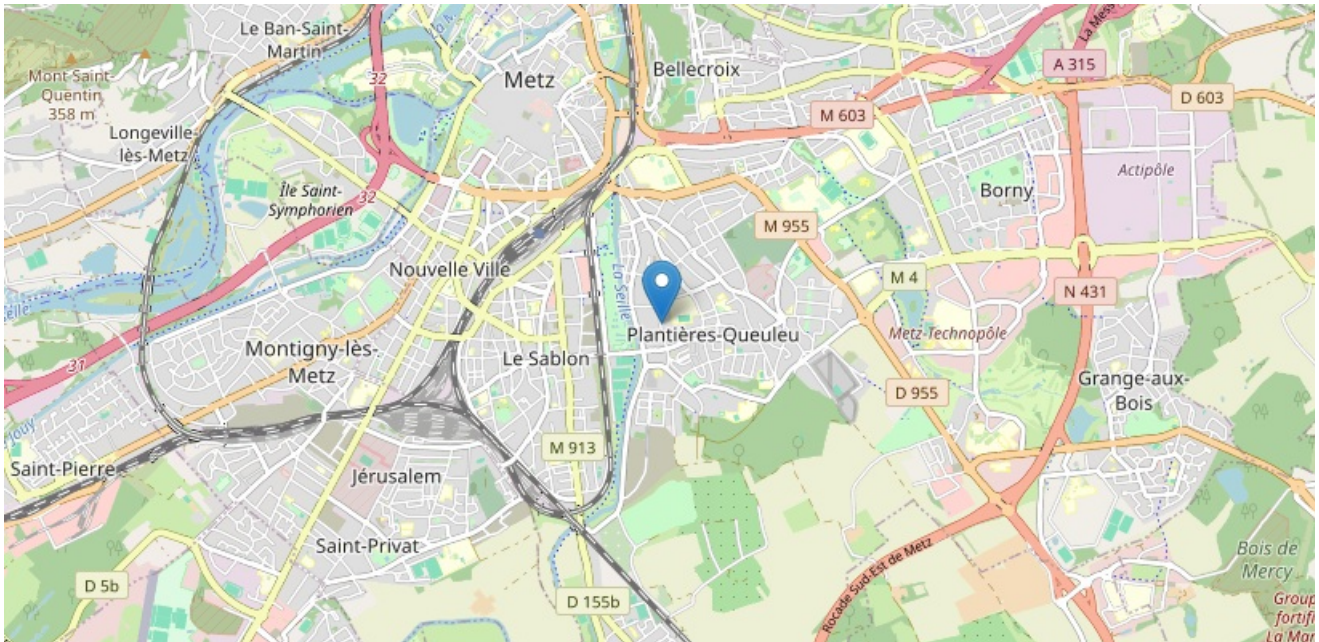 Le Ban-Saint-
Martin
Metz
Bellecroix
La Mess
A 315
32
Mont Saint-
Quentin
358 m
D 603
M 603
Longeville-
lès-Metz
Île Saint-
Symphorien
32
Borny
Actipôle
M 955
Nouvelle Ville
La Seille
M 4
N 431
elle
Plantières-Queuleu
Metz-Technopôle
Montigny-lès-
Metz
Le Sablon
31
Grange-aux-
Bois
D 955
Jouy
M 913
Saint-Pierre
Jérusalem
Saint-Privat
Rocade Sud-Est de Metz
Bois de
Mercy
D 5b
D 155b
Group
fortifi
La Mar